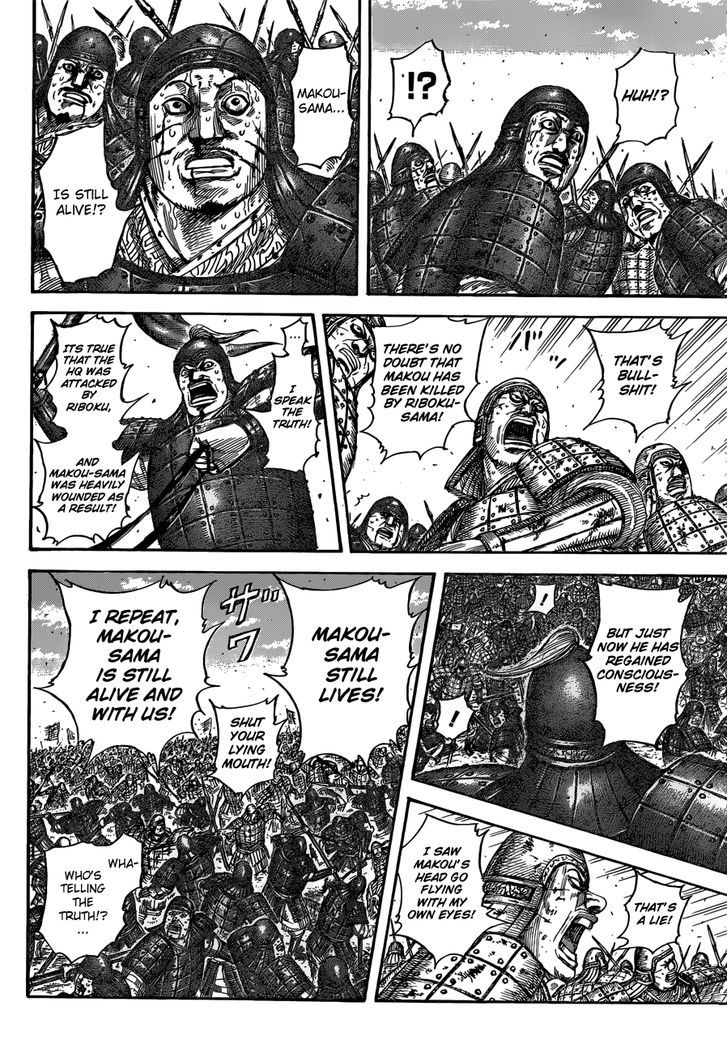 HUH!?
!?
MAKOU-
SAMA...
IS STILL
ALIVE!?
THAT'S
BULL-
SHIT!
バ"
THERE'S NO
DOUBT THAT
MAKOU HAS
BEEN KILLED
BY RIBOKU-
SAMA!
I
SPEAK
THE
TRUTH!
IT'S TRUE
THAT THE
HQ WAS
ATTACKED
BY
RIBOKU,
AND
MAKOU-SAMA
WAS HEAVILY
WOUNDED AS
A RESULT!
BUT JUST
NOW HE HAS
REGAINED
CONSCIOUS-
NESS!
!
!
THAT'S
A LIE!
I SAW
MAKOU'S
HEAD GO
FLYING
WITH MY
OWN EYES!
MAKOU-
SAMA
STILL
LIVES!
ザワ
I REPEAT,
MAKOU-
SAMA
IS STILL
ALIVE AND
WITH US!
SHUT
YOUR
LYING
MOUTH!
WHA-
WHO'S
TELLING
THE
TRUTH!?
...